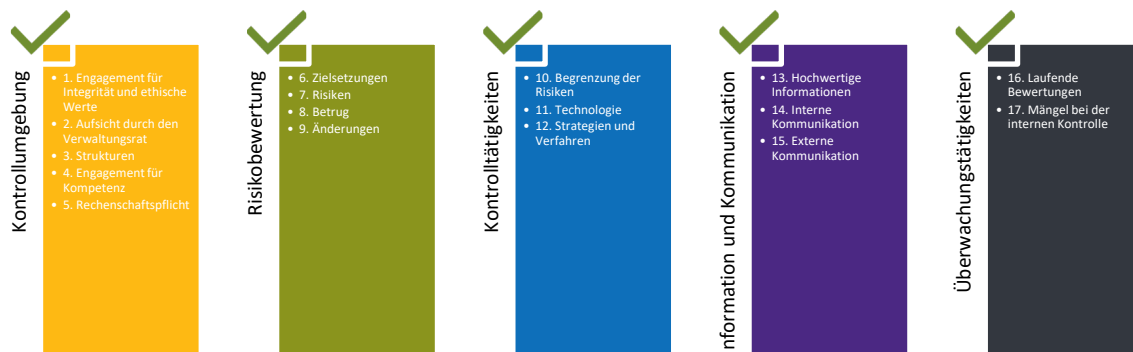 Kontrollumgebung
• 1. Engagement für
Integrität und ethische
Werte
• 2. Aufsicht durch den
Verwaltungsrat
• 3. Strukturen
• 4. Engagement für
Kompetenz
• 5. Rechenschaftspflicht
Risikobewertung
• 6. Zielsetzungen
• 7. Risiken
• 8. Betrug
• 9. Änderungen
Kontrolltätigkeiten
• 10. Begrenzung der
Risiken
• 11. Technologie
• 12. Strategien und
Verfahren
nformation und Kommunikation
• 13. Hochwertige
Informationen
• 14. Interne
Kommunikation
• 15. Externe
Kommunikation
Überwachungstätigkeiten
• 16. Laufende
Bewertungen
• 17. Mängel bei der
internen Kontrolle